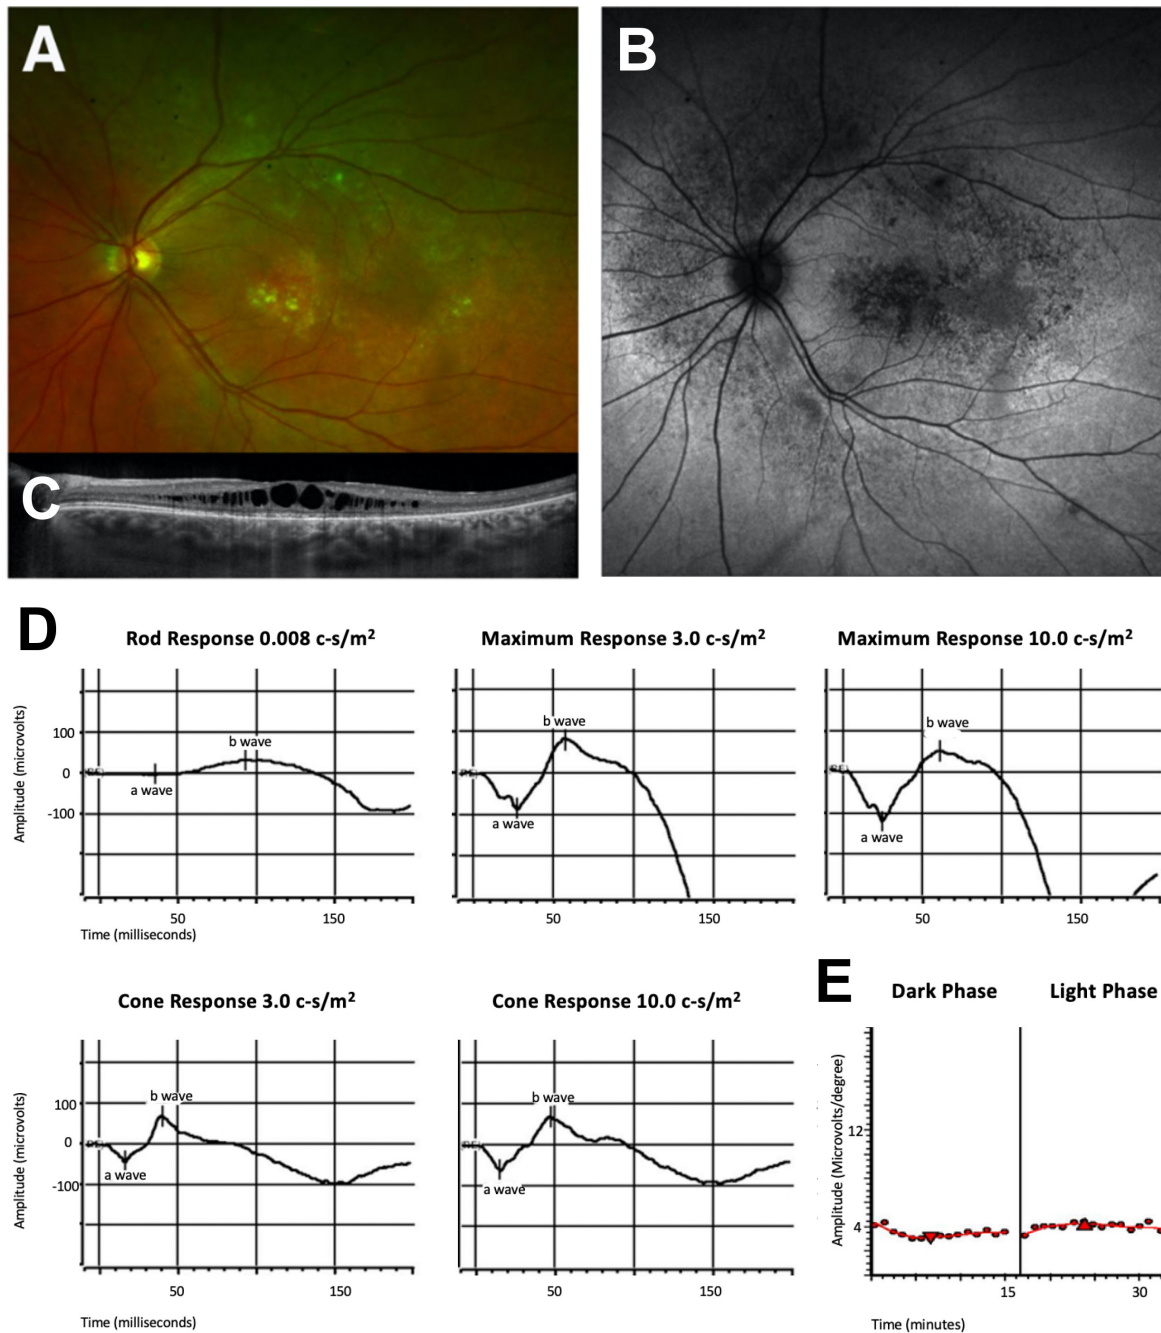 A
B
C
D
Rod Response 0.008 c-s/m²
Maximum Response 3.0 c-s/m²
Maximum Response 10.0 c-s/m²
Amplitude (microvolts)
100
0
-100
b wave
a wave
b wave
a wave
b wave
a wave
50
150
50
150
50
150
Time (milliseconds)
Cone Response 3.0 c-s/m²
Cone Response 10.0 c-s/m²
Amplitude (microvolts)
100
0
-100
b wave
a wave
b wave
a wave
50
150
50
150
Time (milliseconds)
E
Dark Phase
Light Phase
Amplitude (Microvolts/degree)
12
4
15
30
Time (minutes)